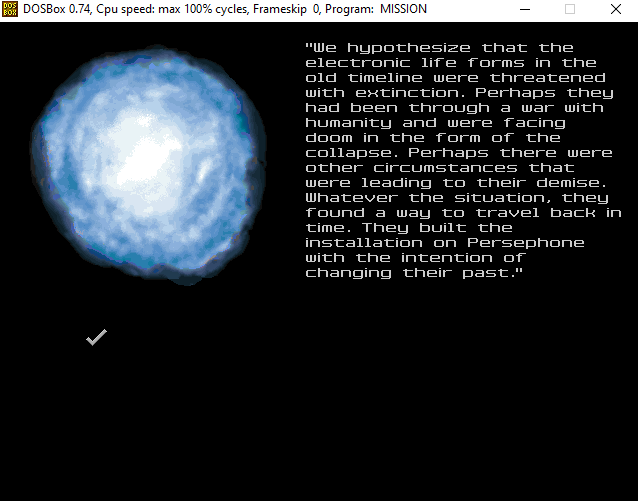 DOSBox 0.74, Cpu speed: max 100% cycles, Frameskip 0, Program: MISSION
"We hypothesize that the
electronic life forms in the
old timeline were threatened
with extinction. Perhaps they
had been through a war with
humanity and were facing
doom in the form of the
collapse. Perhaps there were
other circumstances that
were leading to their demise.
Whatever the situation, they
found a way to travel back in
time. They built the
installation on Persephone
with the intention of
changing their past."